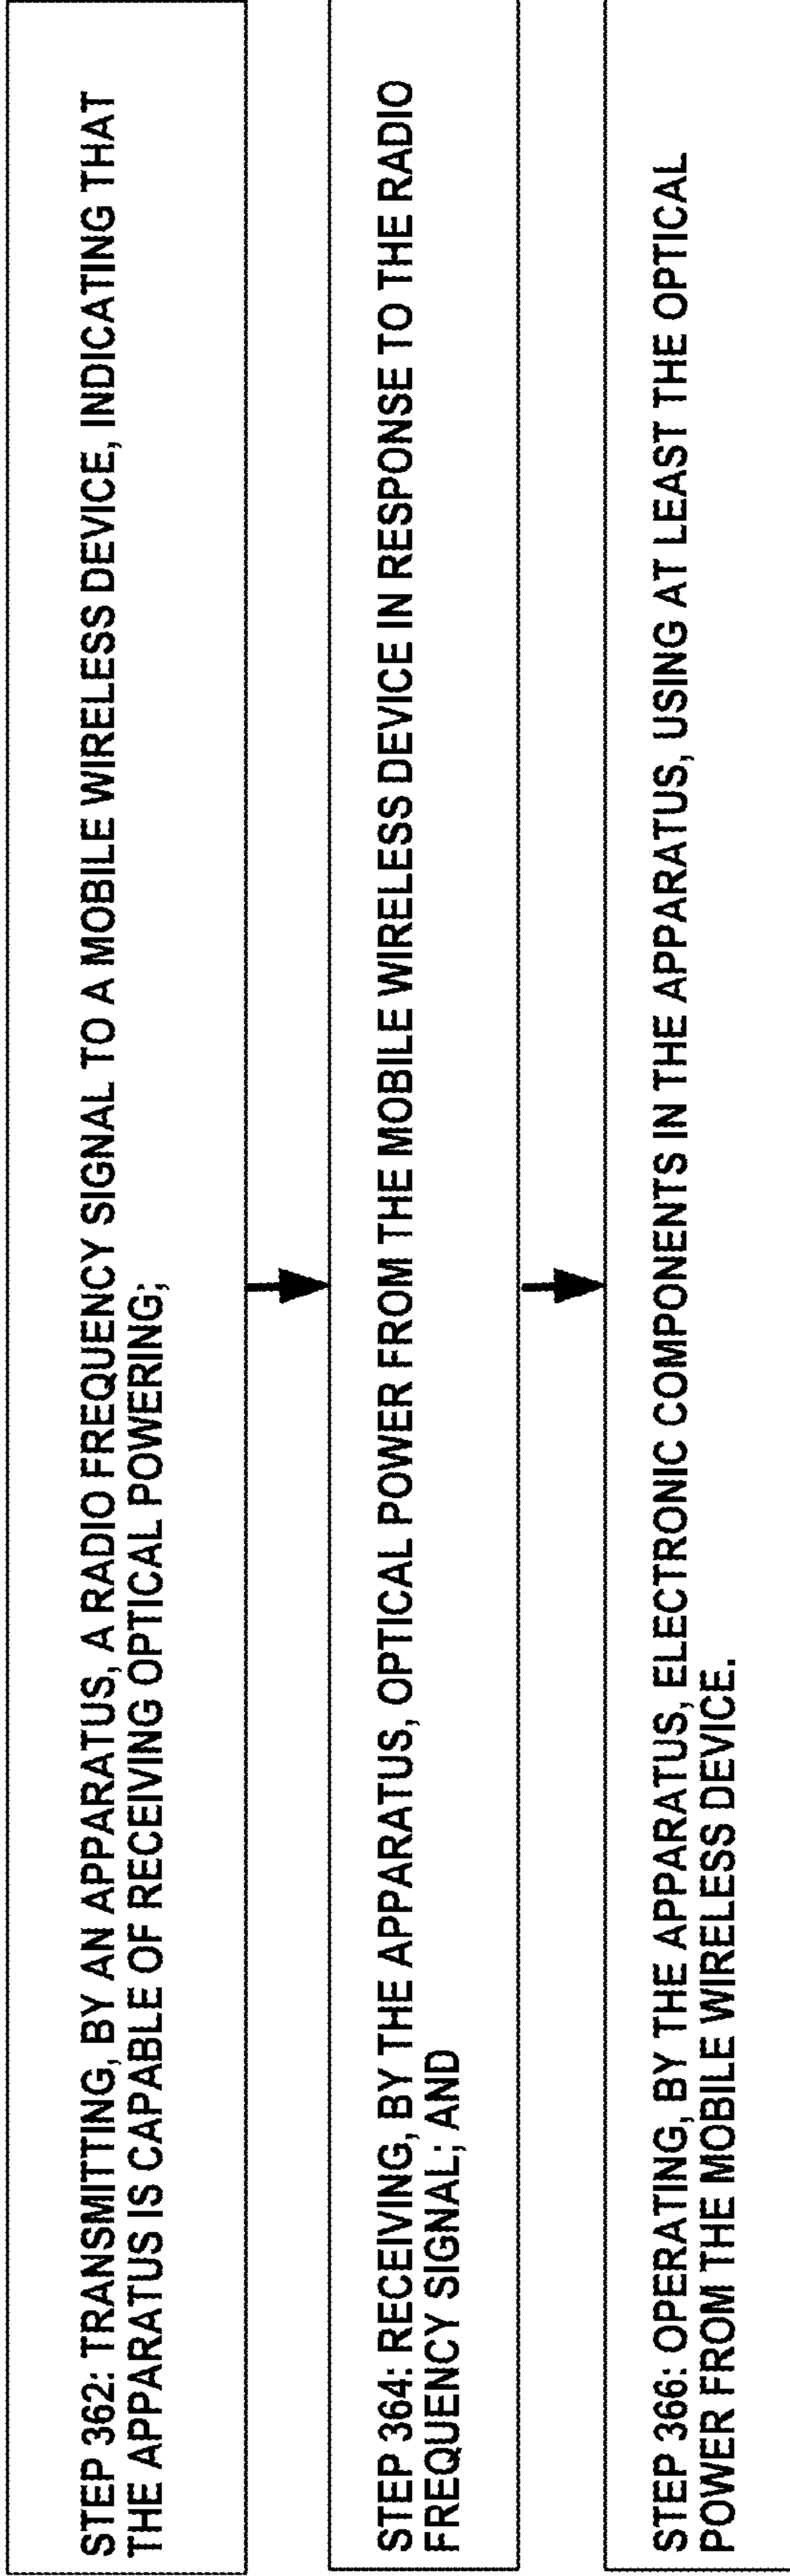 STEP 362: TRANSMITTING, BY AN APPARATUS, A RADIO FREQUENCY SIGNAL TO A MOBILE WIRELESS DEVICE, INDICATING THAT
THE APPARATUS IS CAPABLE OF RECEIVING OPTICAL POWERING;
STEP 364: RECEIVING, BY THE APPARATUS, OPTICAL POWER FROM THE MOBILE WIRELESS DEVICE IN RESPONSE TO THE RADIO
FREQUENCY SIGNAL; AND
STEP 366: OPERATING, BY THE APPARATUS, ELECTRONIC COMPONENTS IN THE APPARATUS, USING AT LEAST THE OPTICAL
POWER FROM THE MOBILE WIRELESS DEVICE.